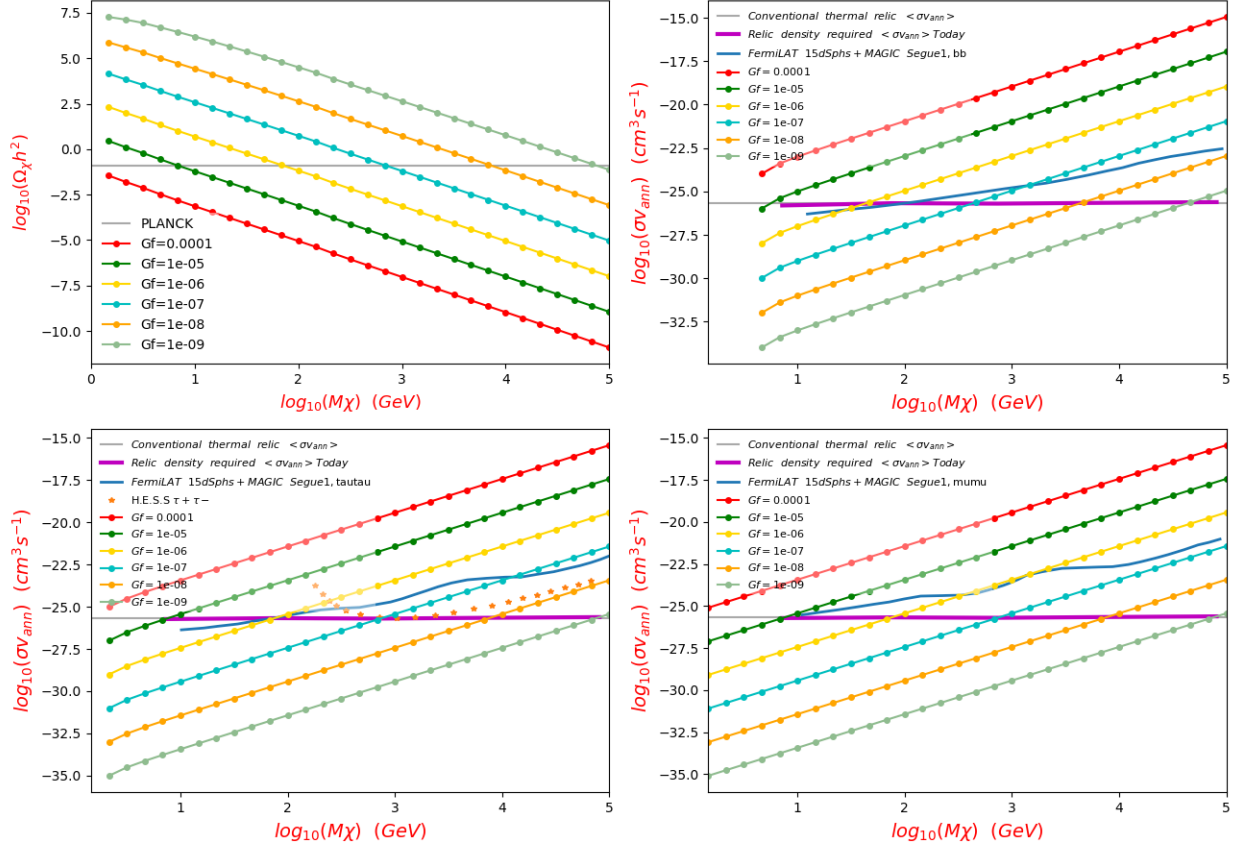 7.5
5.0
2.5
0.0
−2.5
−5.0
−7.5
−10.0
log₁₀(Ωχh²)
PLANCK
Gf=0.0001
Gf=1e-05
Gf=1e-06
Gf=1e-07
Gf=1e-08
Gf=1e-09
0 1 2 3 4 5
log₁₀(Mχ) (GeV)
−15.0
−17.5
−20.0
−22.5
−25.0
−27.5
−30.0
−32.5
log₁₀(σv_ann) (cm³s⁻¹)
Conventional thermal relic <σv_ann>
Relic density required <σv_ann> Today
FermiLAT 15dSphs + MAGIC Segue1, bb
Gf = 0.0001
Gf = 1e-05
Gf = 1e-06
Gf = 1e-07
Gf = 1e-08
Gf = 1e-09
1 2 3 4 5
log₁₀(Mχ) (GeV)
−15.0
−17.5
−20.0
−22.5
−25.0
−27.5
−30.0
−32.5
−35.0
log₁₀(σv_ann) (cm³s⁻¹)
Conventional thermal relic <σv_ann>
Relic density required <σv_ann> Today
FermiLAT 15dSphs + MAGIC Segue1, tautau
H.E.S.S τ + τ −
Gf = 0.0001
Gf = 1e-05
Gf = 1e-06
Gf = 1e-07
Gf = 1e-08
Gf = 1e-09
1 2 3 4 5
log₁₀(Mχ) (GeV)
−15.0
−17.5
−20.0
−22.5
−25.0
−27.5
−30.0
−32.5
−35.0
log₁₀(σv_ann) (cm³s⁻¹)
Conventional thermal relic <σv_ann>
Relic density required <σv_ann> Today
FermiLAT 15dSphs + MAGIC Segue1, mumu
Gf = 0.0001
Gf = 1e-05
Gf = 1e-06
Gf = 1e-07
Gf = 1e-08
Gf = 1e-09
1 2 3 4 5
log₁₀(Mχ) (GeV)